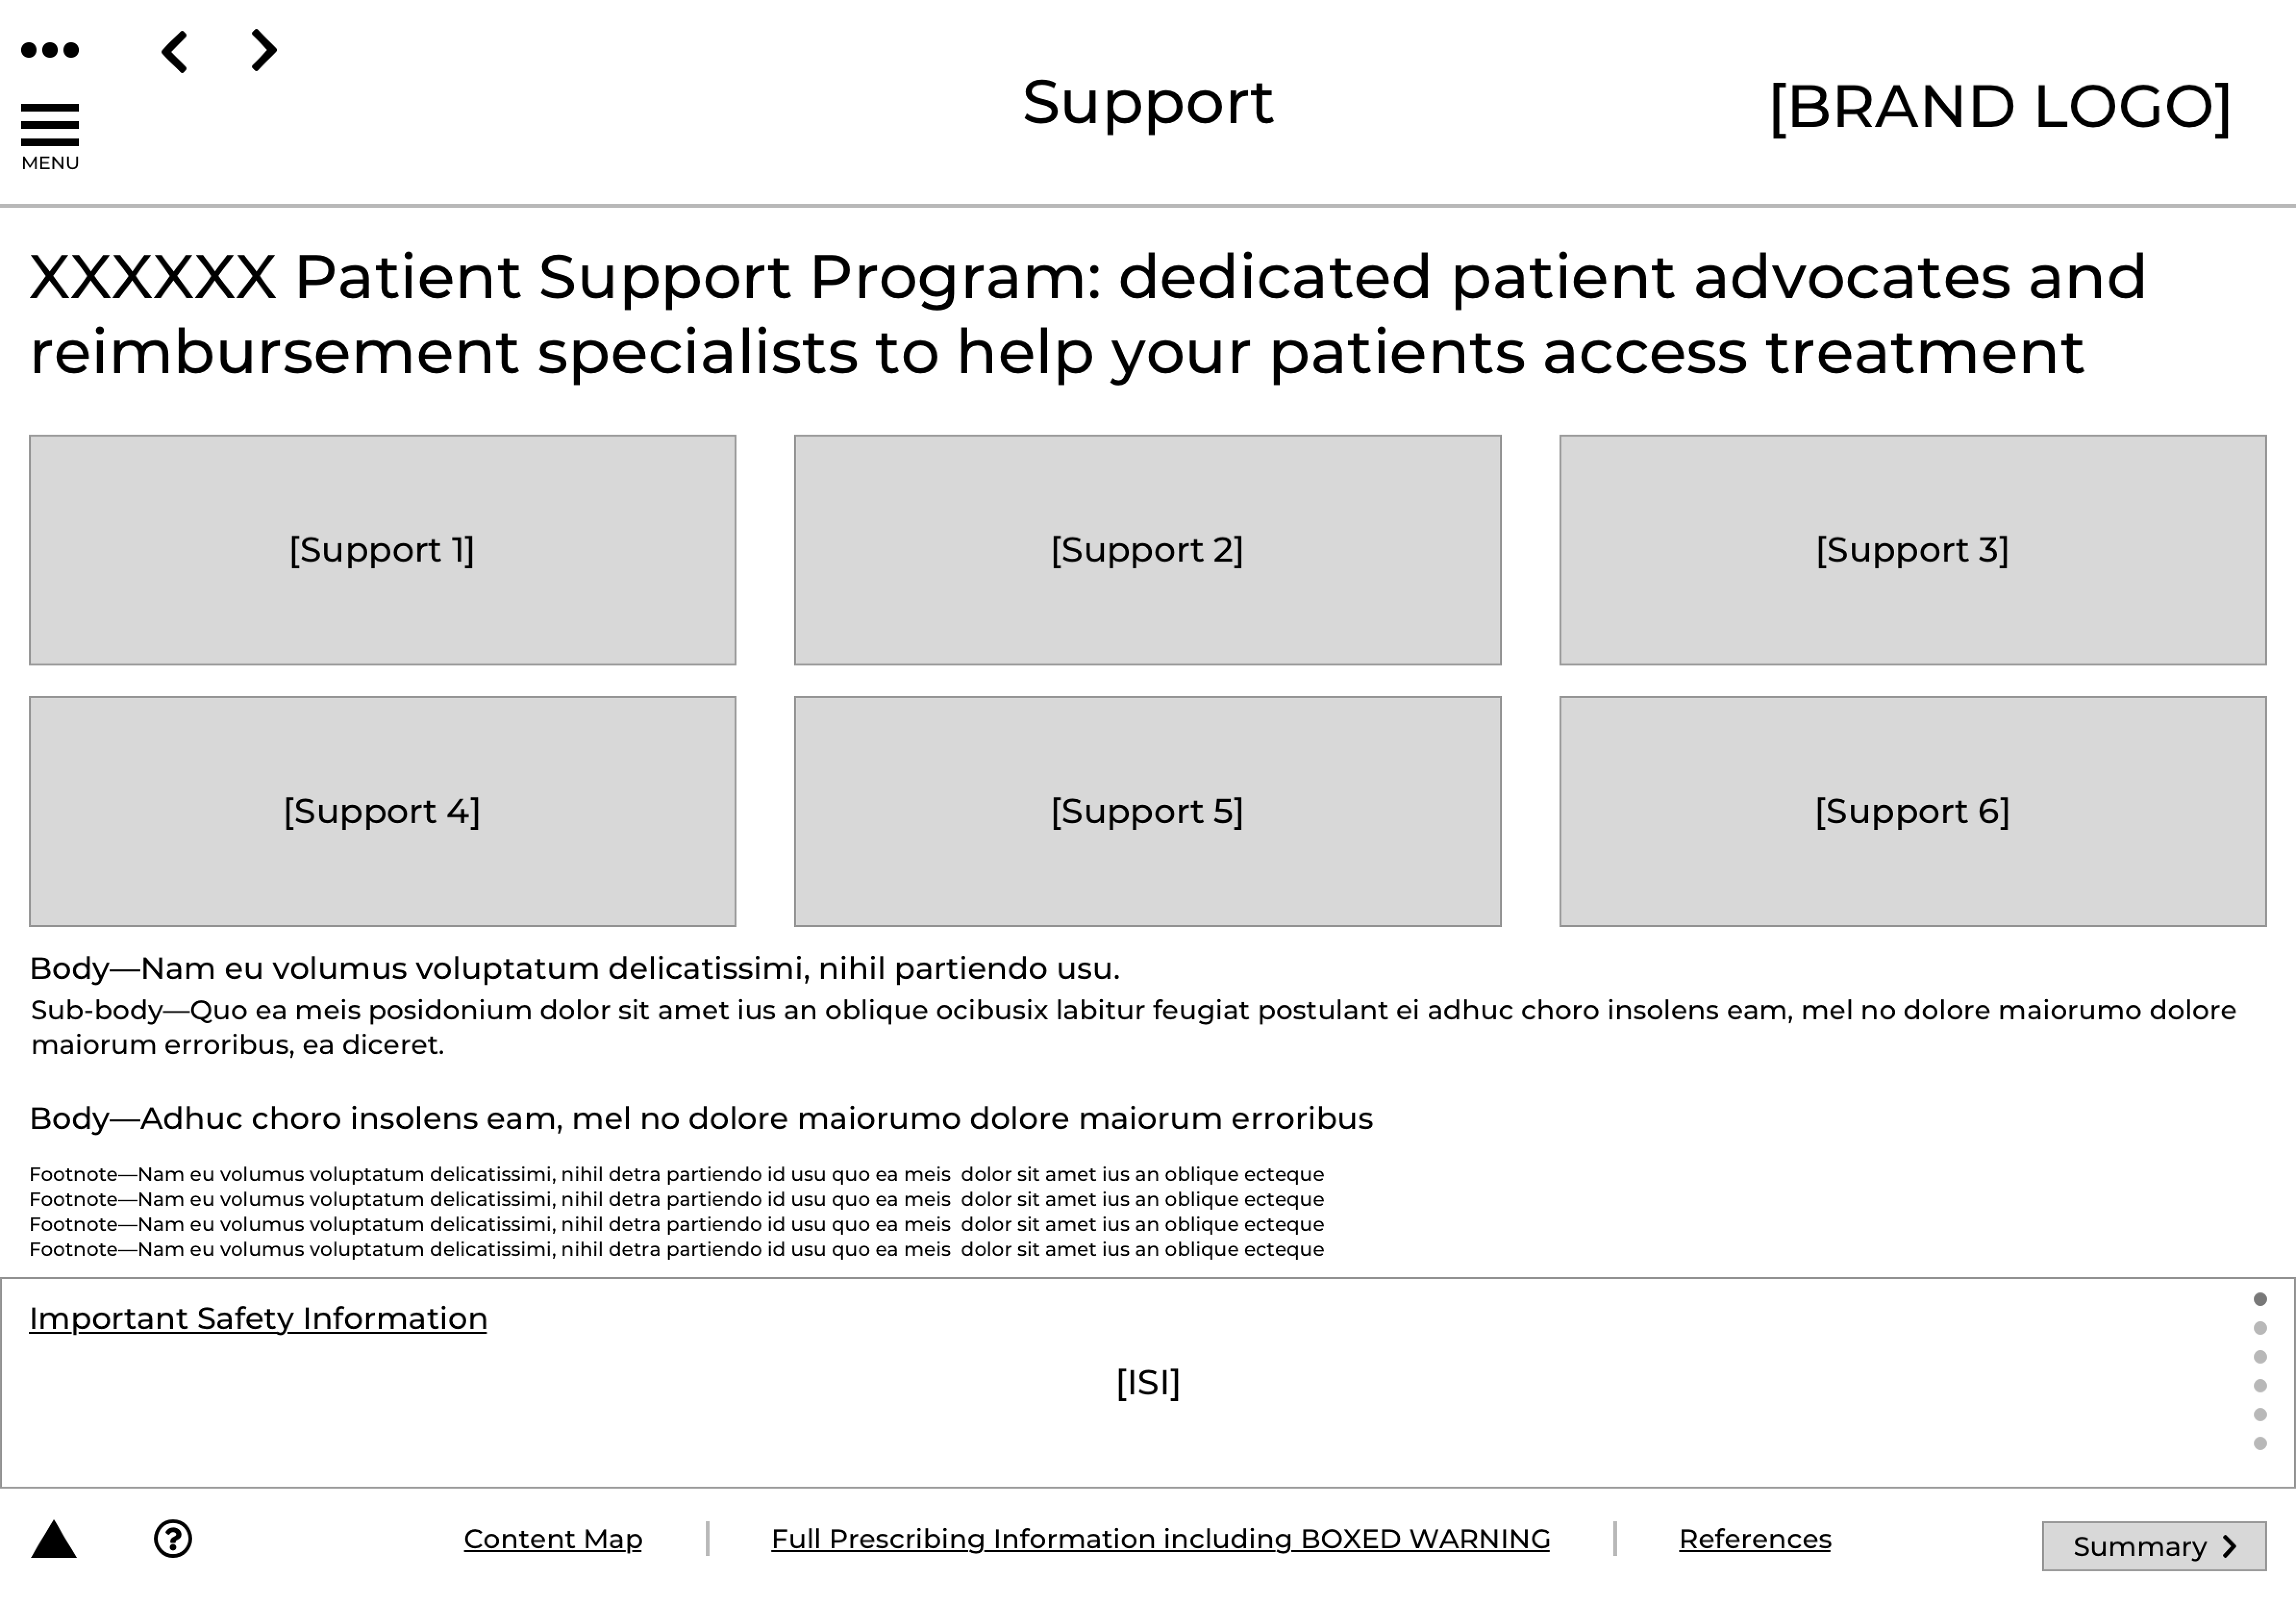 Support
[BRAND LOGO]
MENU
XXXXXX Patient Support Program: dedicated patient advocates and
reimbursement specialists to help your patients access treatment
[Support 1]
[Support 2]
[Support 3]
[Support 4]
[Support 5]
[Support 6]
Body—Nam eu volumus voluptatum delicatissimi, nihil partiendo usu.
Sub-body—Quo ea meis posidonium dolor sit amet ius an oblique ocibusix labitur feugiat postulant ei adhuc choro insolens eam, mel no dolore maiorumo dolore
maiorum erroribus, ea diceret.
Body—Adhuc choro insolens eam, mel no dolore maiorumo dolore maiorum erroribus
Footnote—Nam eu volumus voluptatum delicatissimi, nihil detra partiendo id usu quo ea meis  dolor sit amet ius an oblique ecteque
Footnote—Nam eu volumus voluptatum delicatissimi, nihil detra partiendo id usu quo ea meis  dolor sit amet ius an oblique ecteque
Footnote—Nam eu volumus voluptatum delicatissimi, nihil detra partiendo id usu quo ea meis  dolor sit amet ius an oblique ecteque
Footnote—Nam eu volumus voluptatum delicatissimi, nihil detra partiendo id usu quo ea meis  dolor sit amet ius an oblique ecteque
Important Safety Information
[ISI]
?
Content Map
Full Prescribing Information including BOXED WARNING
References
Summary